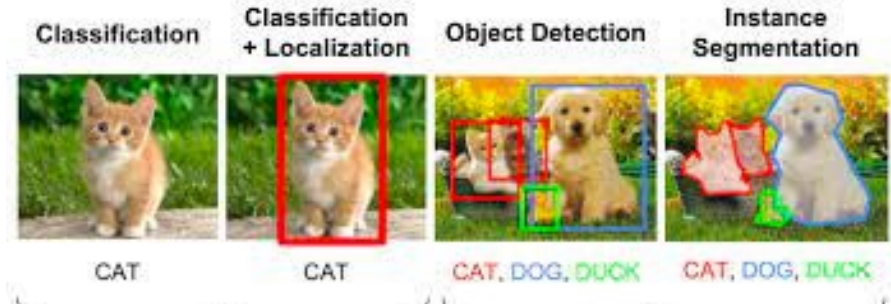 Classification
Classification
+ Localization
Object Detection
Instance
Segmentation
CAT
CAT
CAT, DOG, DUCK
CAT, DOG, DUCK